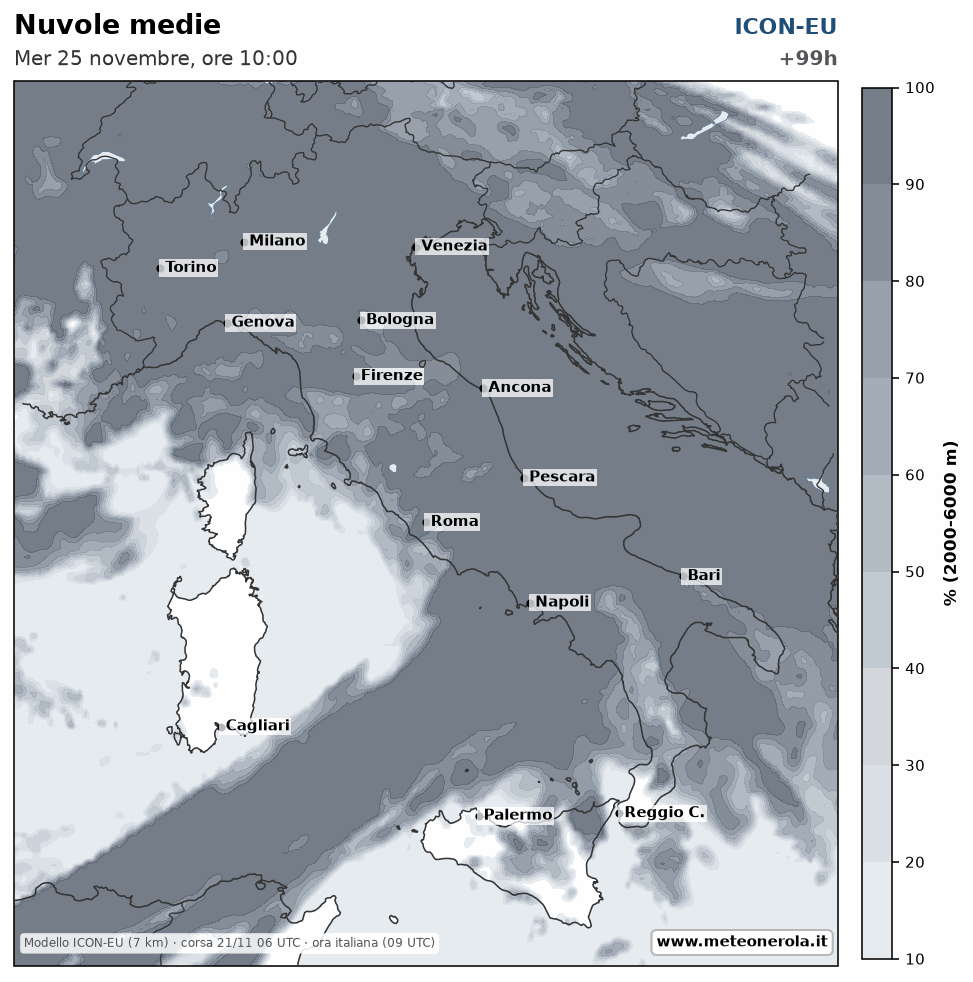 Nuvole medie
ICON-EU
Mer 25 novembre, ore 10:00
+99h
100
90
80
70
60
50
40
30
20
10
% (2000-6000 m)
Milano
Venezia
Torino
Genova
Bologna
Firenze
Ancona
Pescara
Roma
Bari
Napoli
Cagliari
Palermo
Reggio C.
Modello ICON-EU (7 km) · corsa 21/11 06 UTC · ora italiana (09 UTC)
www.meteonerola.it